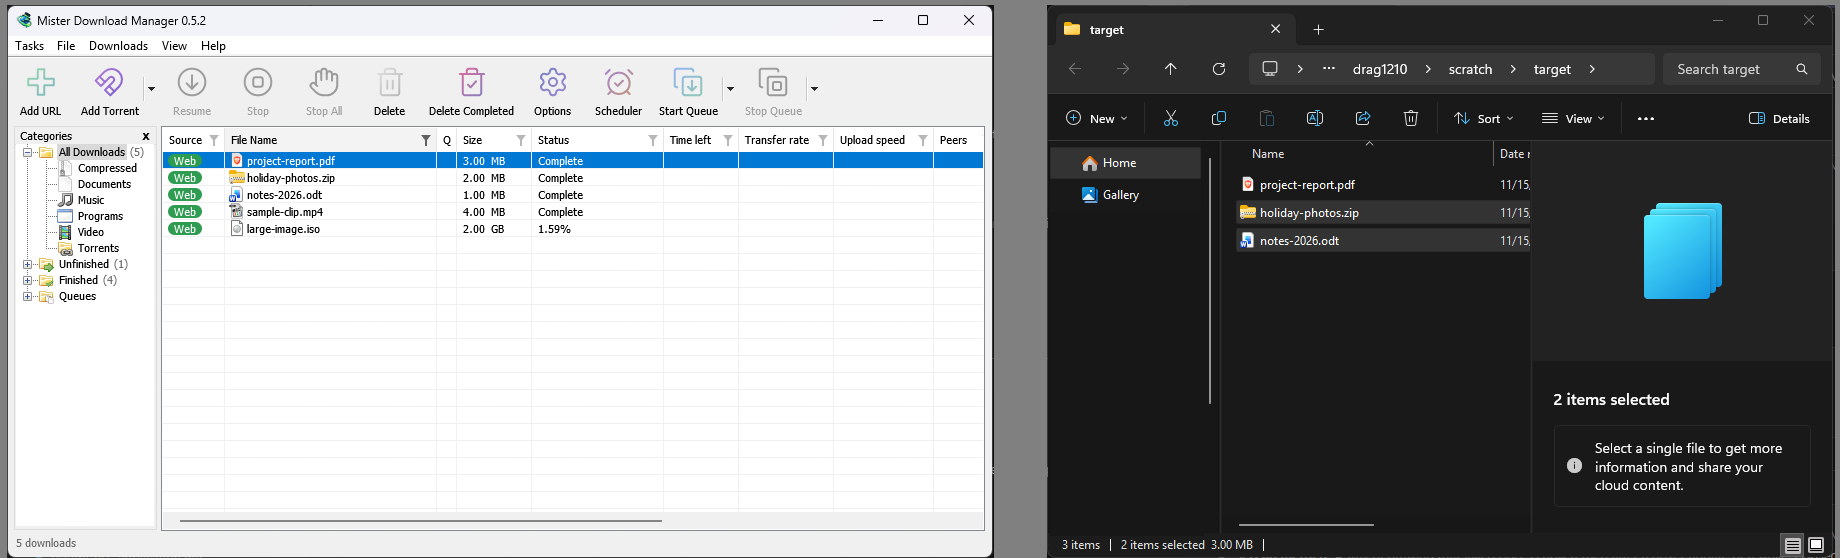 Mister Download Manager 0.5.2
Tasks File Downloads View Help
Add URL Add Torrent Resume Stop Stop All Delete Delete Completed Options Scheduler Start Queue Stop Queue
Categories x
All Downloads (5)
Compressed
Documents
Music
Programs
Video
Torrents
Unfinished (1)
Finished (4)
Queues
Source File Name Q Size Status Time left Transfer rate Upload speed Peers
Web project-report.pdf 3.00 MB Complete
Web holiday-photos.zip 2.00 MB Complete
Web notes-2026.odt 1.00 MB Complete
Web sample-clip.mp4 4.00 MB Complete
Web large-image.iso 2.00 GB 1.59%
5 downloads
target
drag1210 scratch target Search target
New Sort View Details
Home
Gallery
Name Date
project-report.pdf 11/15
holiday-photos.zip 11/15
notes-2026.odt 11/15
2 items selected
Select a single file to get more
information and share your
cloud content.
3 items 2 items selected 3.00 MB